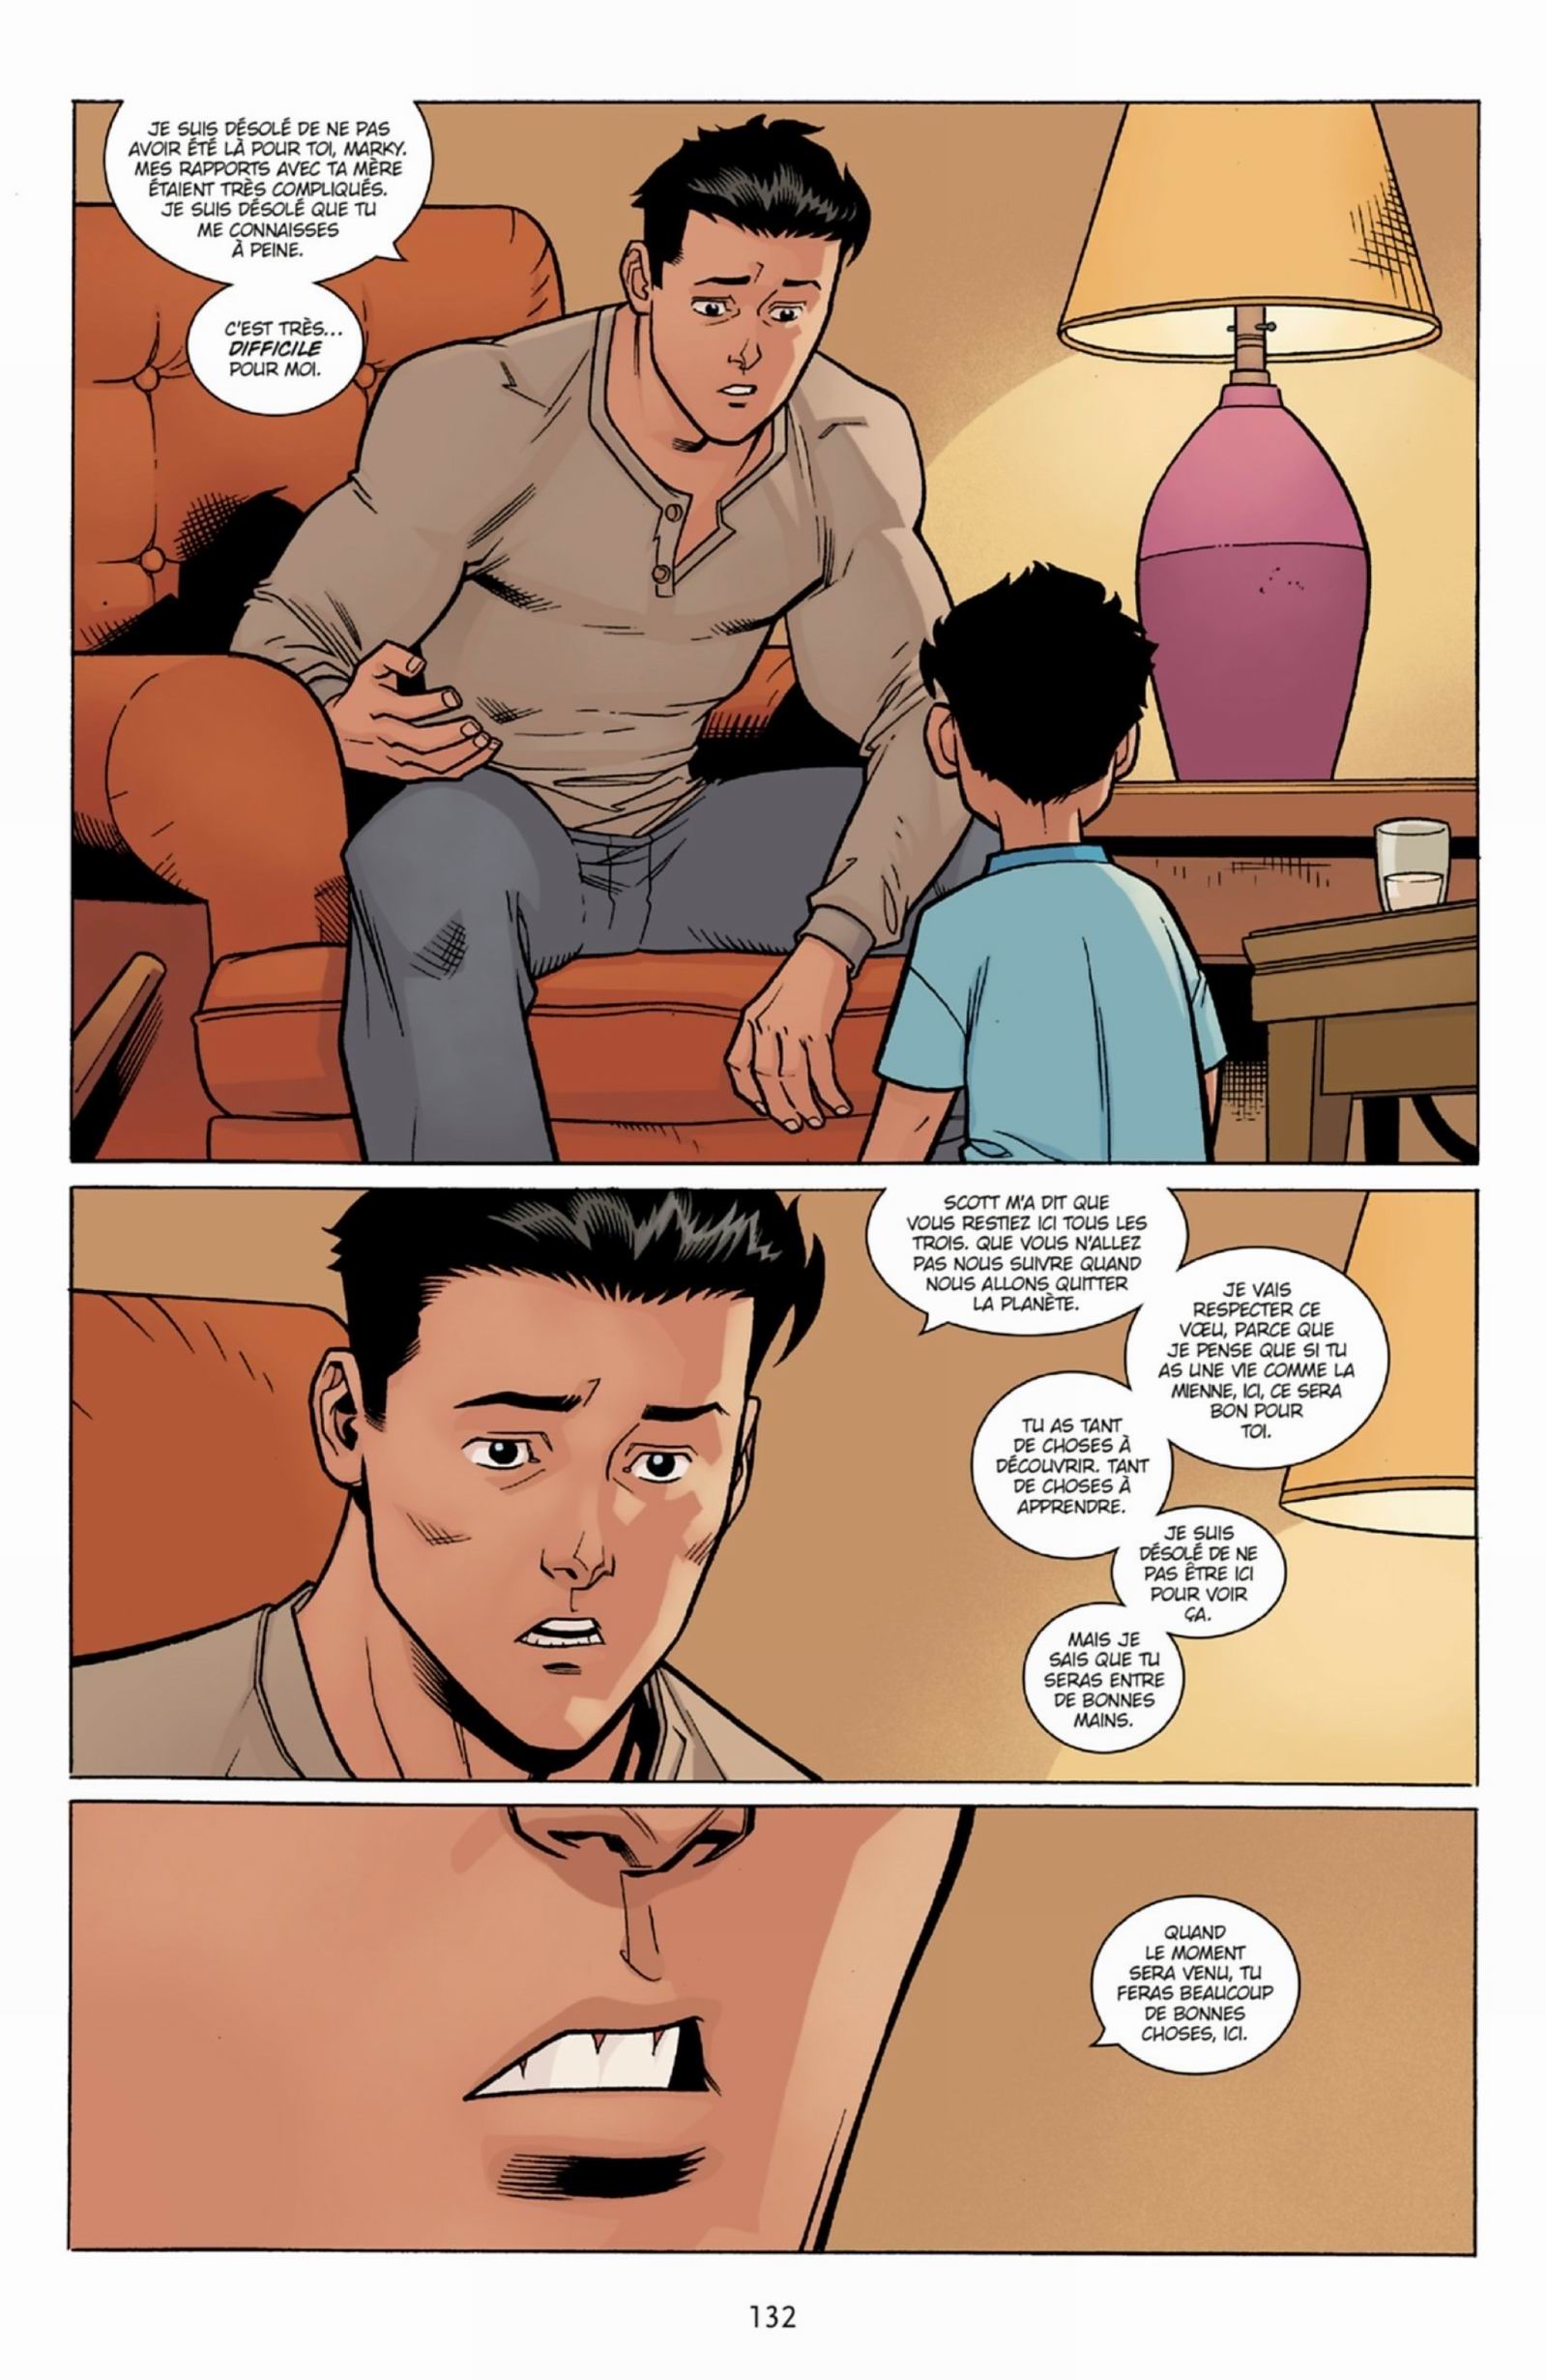 JE SUIS DÉSOLÉ DE NE PAS
AVOIR ÉTÉ LÀ POUR TOI, MARKY.
MES RAPPORTS AVEC TA MÈRE
ÉTAIENT TRÈS COMPLIQUÉS.
JE SUIS DÉSOLÉ QUE TU
ME CONNAISSES
À PEINE.
C'EST TRÈS...
DIFFICILE
POUR MOI.
SCOTT M'A DIT QUE
VOUS RESTIEZ ICI TOUS LES
TROIS. QUE VOUS N'ALLEZ
PAS NOUS SUIVRE QUAND
NOUS ALLONS QUITTER
LA PLANÈTE.
JE VAIS
RESPECTER CE
VŒU, PARCE QUE
JE PENSE QUE SI TU
AS UNE VIE COMME LA
MIENNE, ICI, CE SERA
BON POUR
TOI.
TU AS TANT
DE CHOSES À
DÉCOUVRIR. TANT
DE CHOSES À
APPRENDRE.
JE SUIS
DÉSOLÉ DE NE
PAS ÊTRE ICI
POUR VOIR
ÇA.
MAIS JE
SAIS QUE TU
SERAS ENTRE
DE BONNES
MAINS.
QUAND
LE MOMENT
SERA VENU, TU
FERAS BEAUCOUP
DE BONNES
CHOSES, ICI.
132